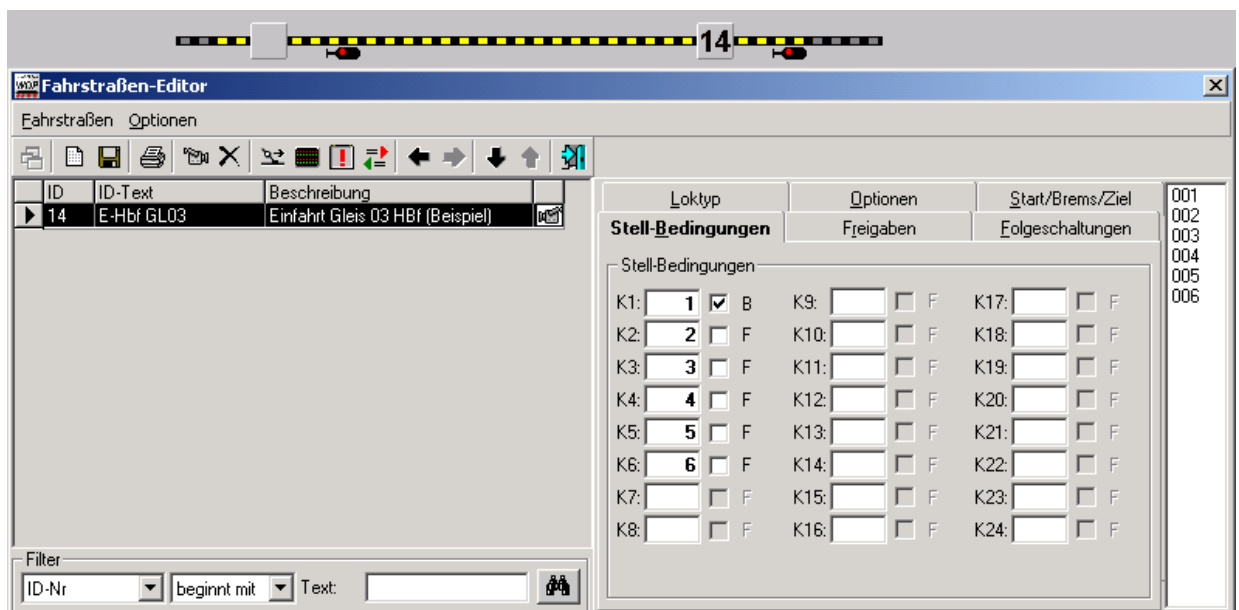 14
WDP Fahrstraßen-Editor
Fahrstraßen Optionen
ID ID-Text Beschreibung
14 E-Hbf GL03 Einfahrt Gleis 03 HBf (Beispiel)
Loktyp Optionen Start/Brems/Ziel
Stell-Bedingungen Freigaben Folgeschaltungen
Stell-Bedingungen
K1: 1 B K9: F K17: F
K2: 2 F K10: F K18: F
K3: 3 F K11: F K19: F
K4: 4 F K12: F K20: F
K5: 5 F K13: F K21: F
K6: 6 F K14: F K22: F
K7: F K15: F K23: F
K8: F K16: F K24: F
001
002
003
004
005
006
Filter
ID-Nr beginnt mit Text: